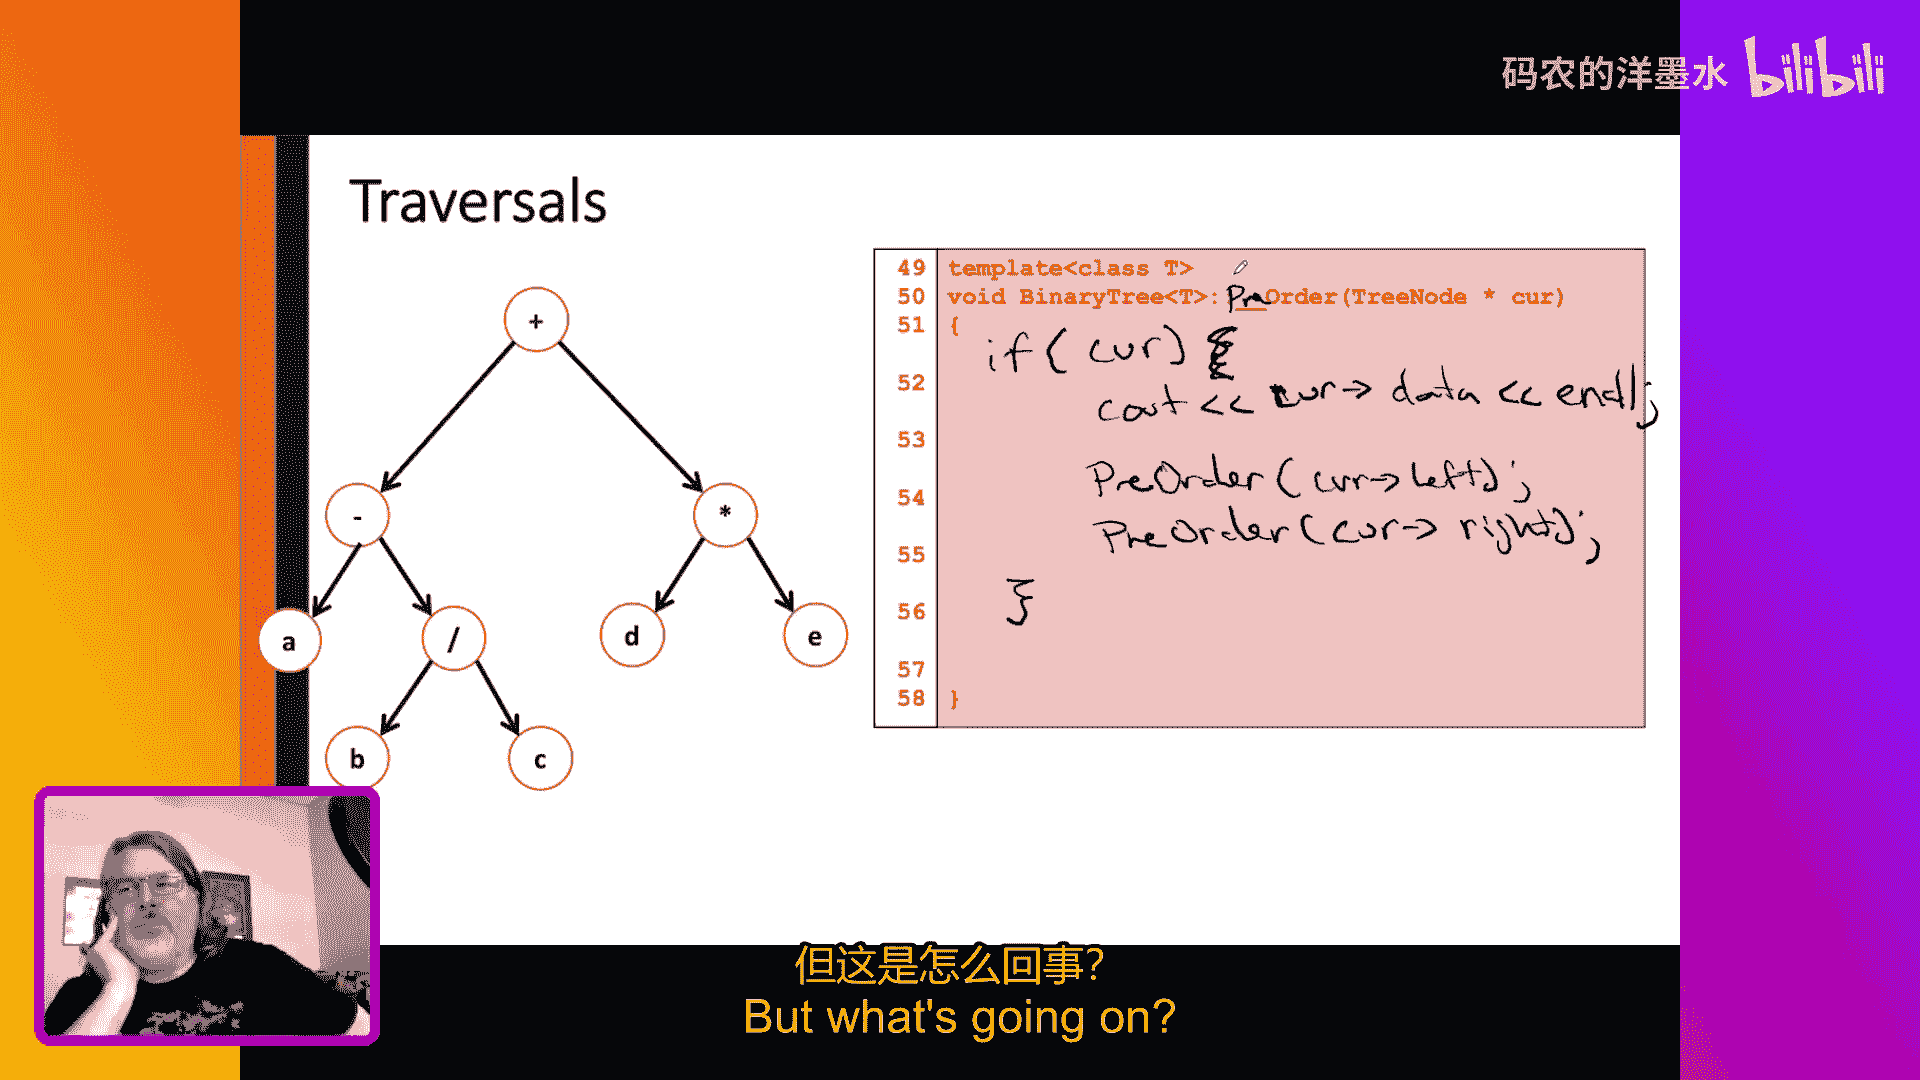 码农的洋墨水 bilibili
Traversals
+
-
*
a
/
d
e
b
c
49 template<class T>
50 void BinaryTree<T>:PreOrder(TreeNode * cur)
51 {
if( cur) {
52
cout << cur-> data << endl;
53
PreOrder( cur->left);
54
PreOrder(cur-> right);
55
56 }
57
58 }
但这是怎么回事?
But what's going on?